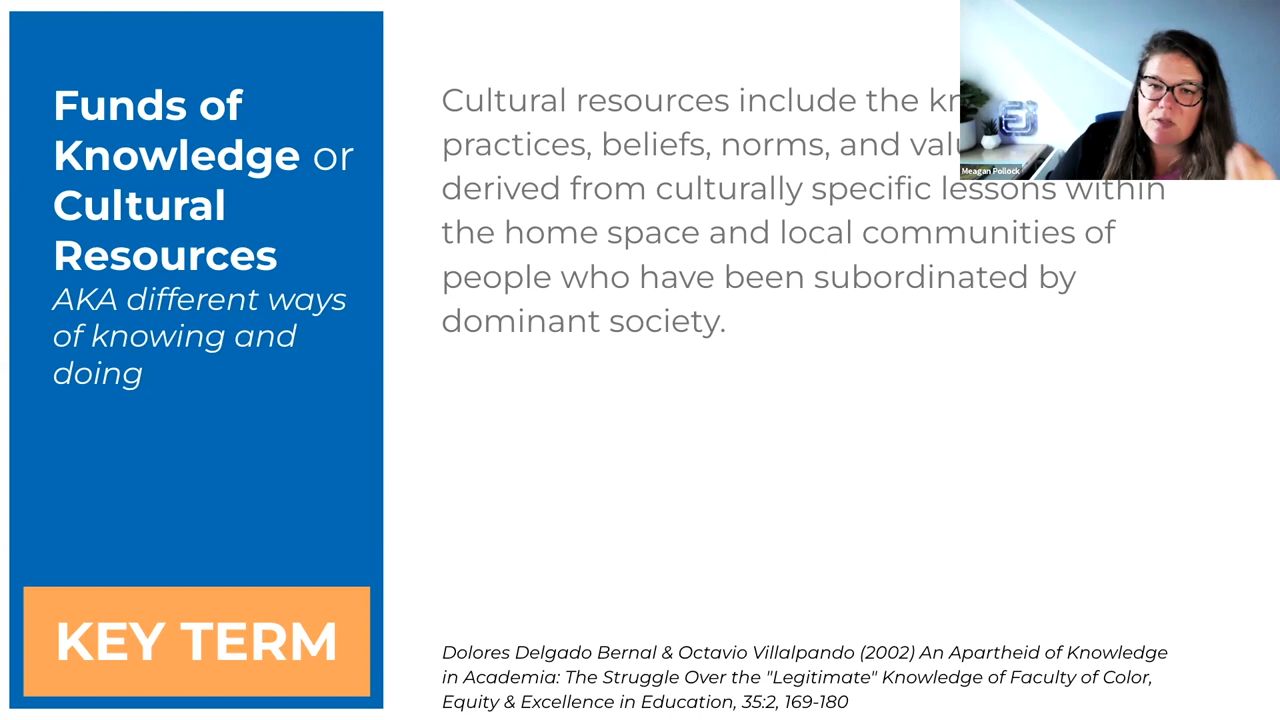 Funds of
Knowledge or
Cultural
Resources
AKA different ways
of knowing and
doing
KEY TERM
Cultural resources include the
practices, beliefs, norms, and
derived from culturally specific lessons within
the home space and local communities of
people who have been subordinated by
dominant society.
Dolores Delgado Bernal & Octavio Villalpando (2002) An Apartheid of Knowledge
in Academia: The Struggle Over the "Legitimate" Knowledge of Faculty of Color,
Equity & Excellence in Education, 35:2, 169-180
Meagan Pollock